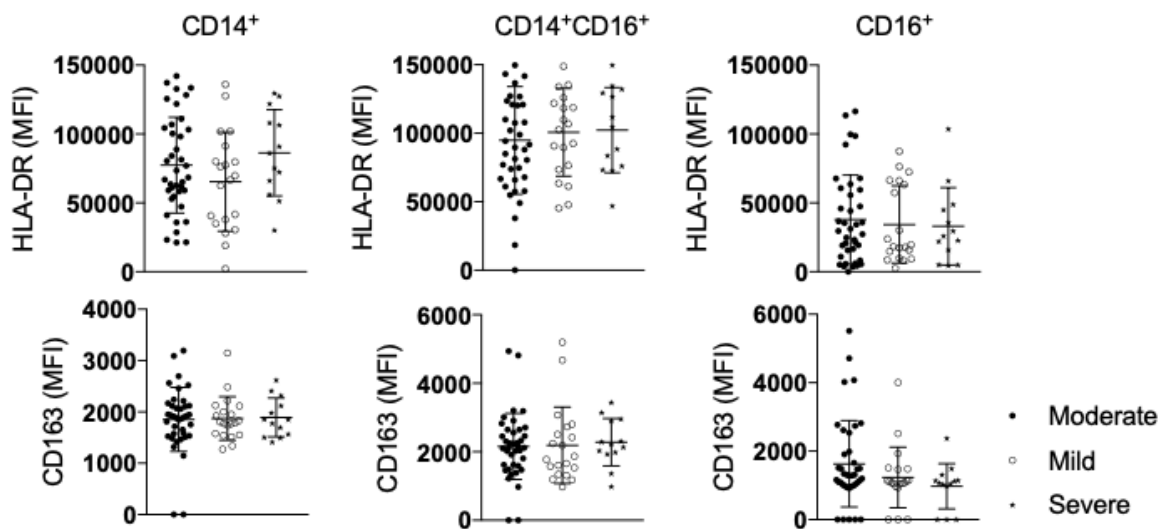 CD14⁺
CD14⁺CD16⁺
CD16⁺
HLA-DR (MFI)
150000
100000
50000
0
HLA-DR (MFI)
150000
100000
50000
0
HLA-DR (MFI)
150000
100000
50000
0
CD163 (MFI)
4000
3000
2000
1000
0
CD163 (MFI)
6000
4000
2000
0
CD163 (MFI)
6000
4000
2000
0
Moderate
Mild
Severe